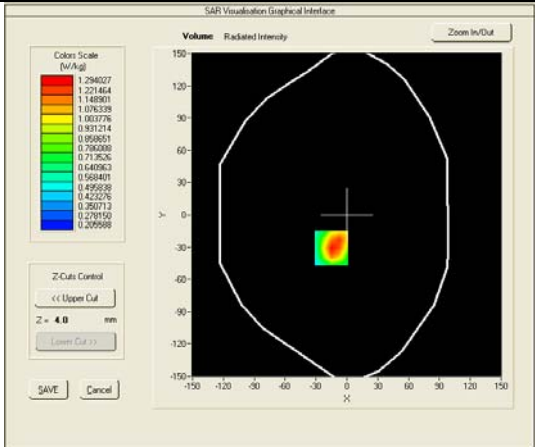 SAR Visualisation Graphical Interface
Volume Radiated Intensity
Zoom In/Out
Colors Scale
(W/kg)
1.294027
1.221464
1.148901
1.076339
1.003776
0.931214
0.858651
0.786088
0.713526
0.640963
0.568401
0.495838
0.423276
0.350713
0.278150
0.205588
Z-Cuts Control
<< Upper Cut
Z = 4.0 mm
Lower Cut >>
SAVE Cancel
150
120
90
60
30
0
-30
-60
-90
-120
-150
Y
-150 -120 -90 -60 -30 0 30 60 90 120 150
X